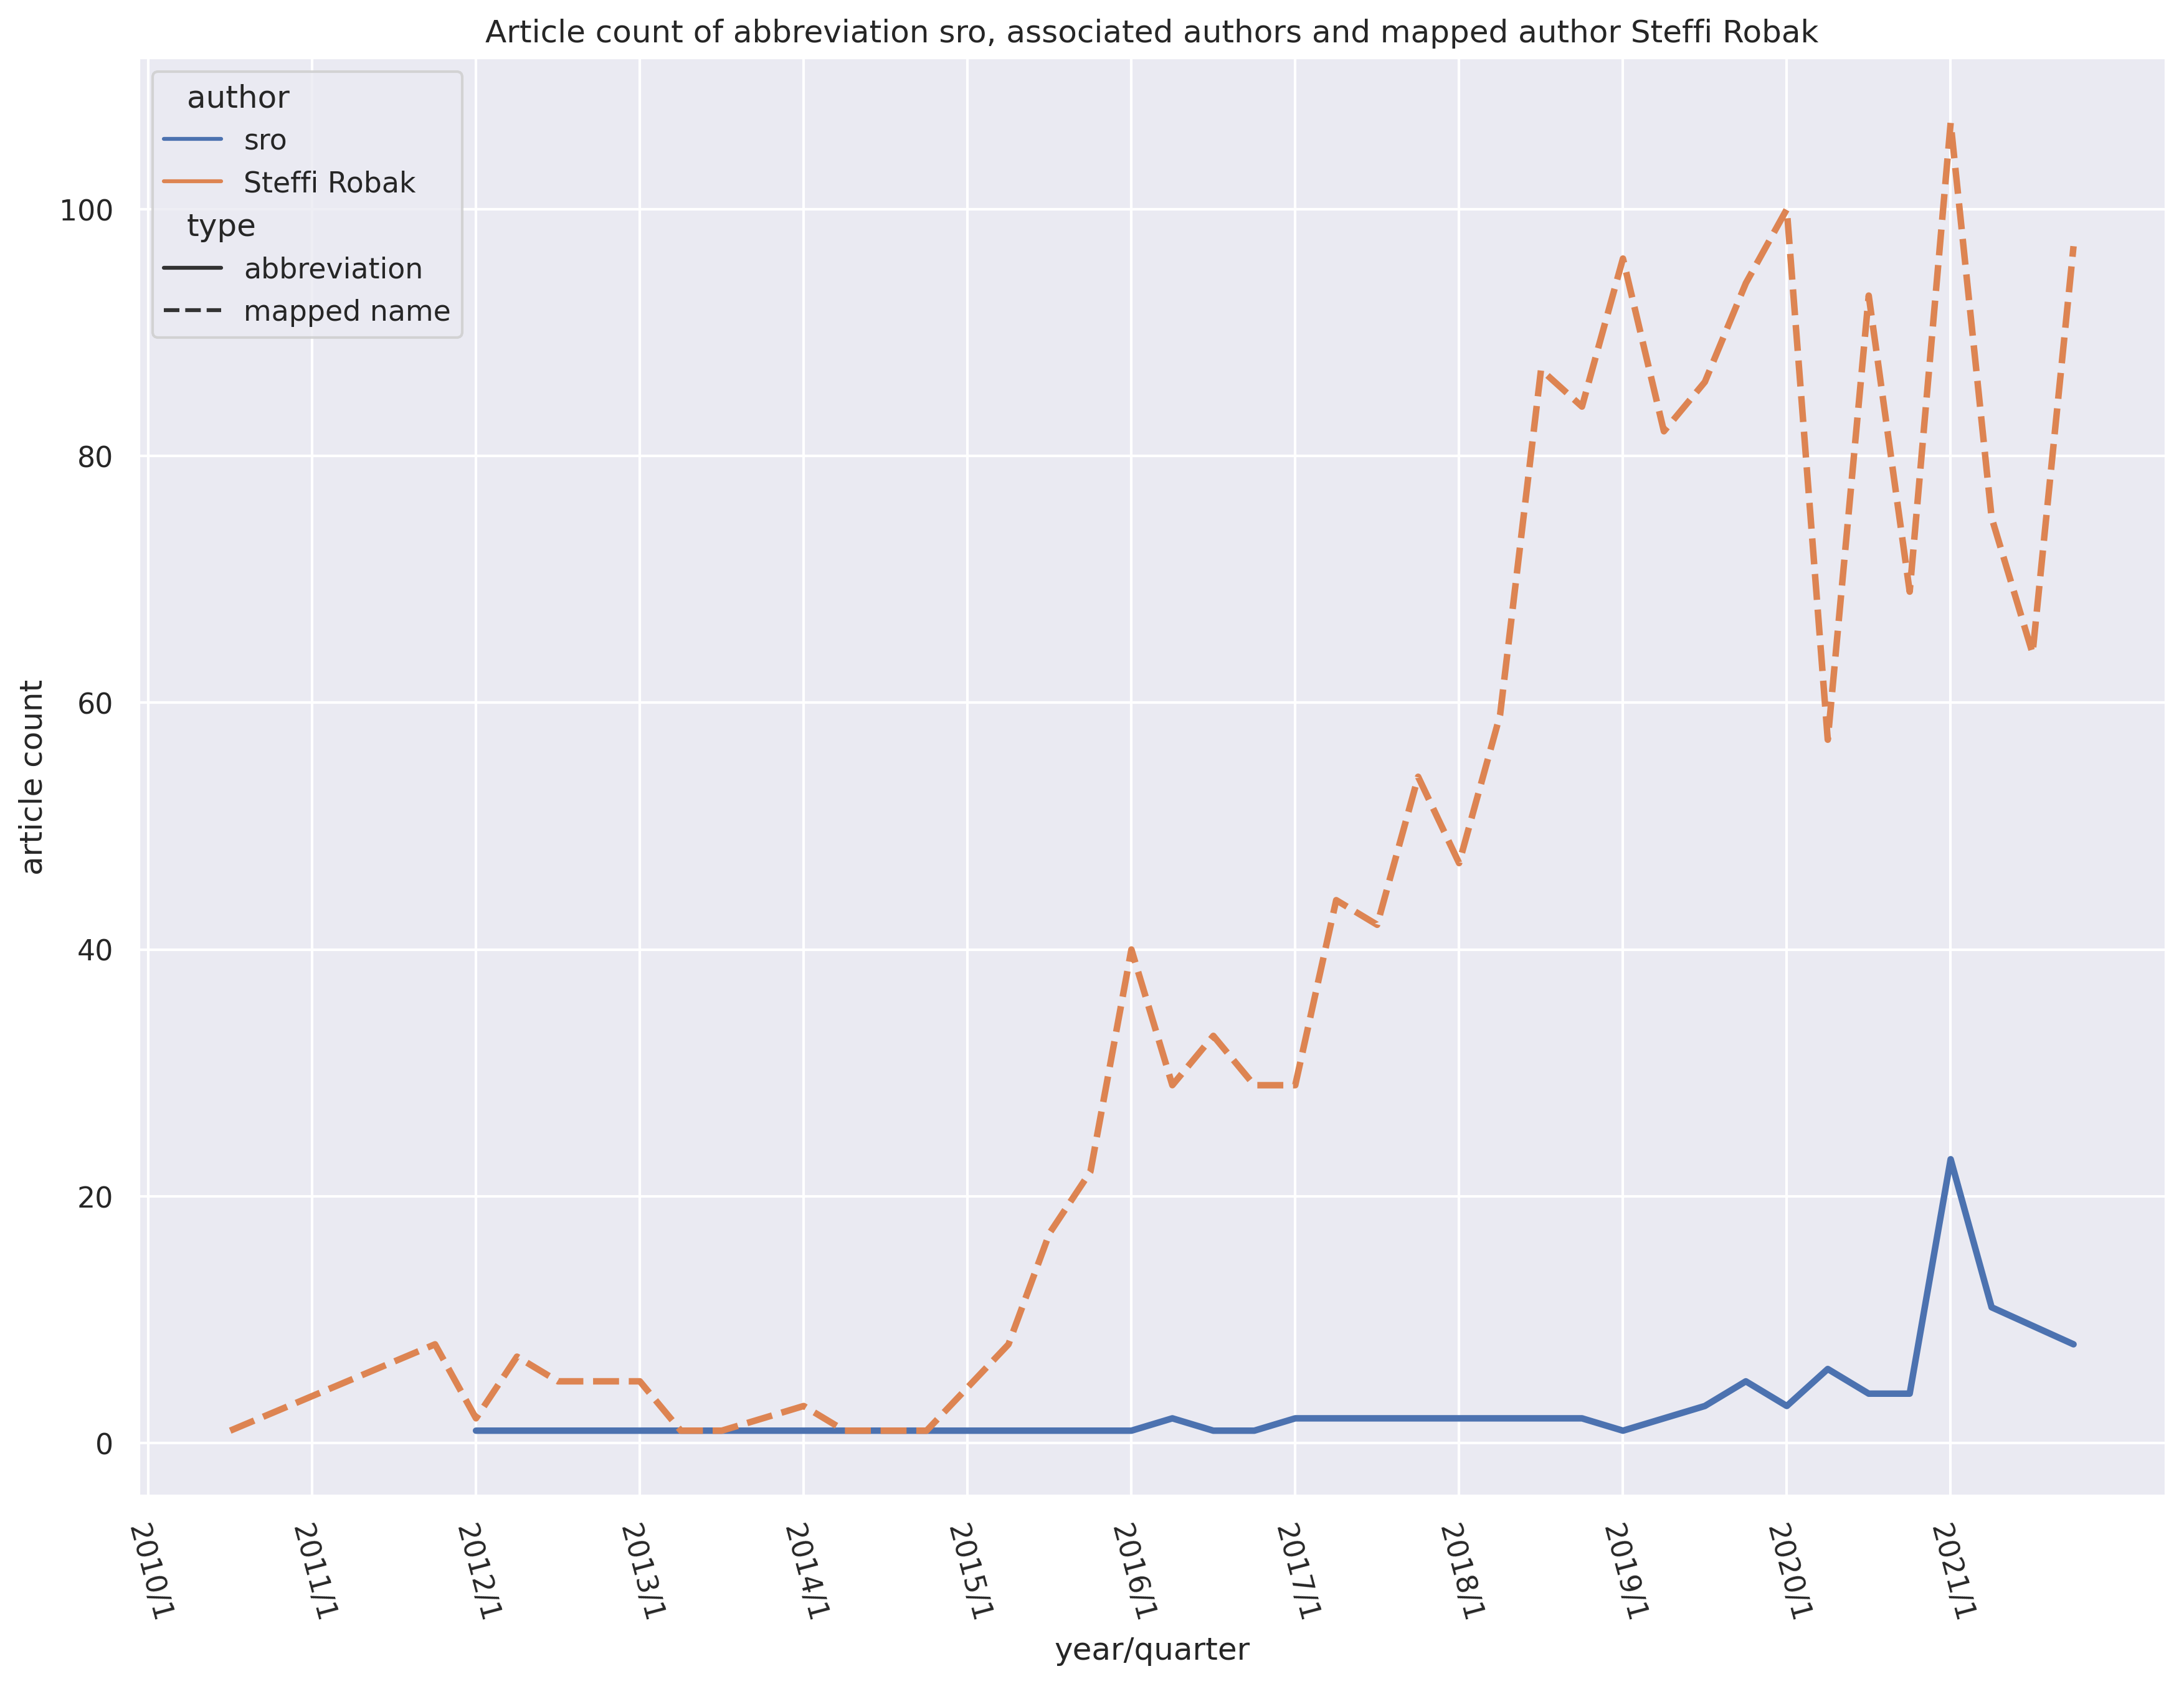 Article count of abbreviation sro, associated authors and mapped author Steffi Robak
author
sro
Steffi Robak
type
abbreviation
mapped name
100
80
60
40
20
0
article count
2010/1
2011/1
2012/1
2013/1
2014/1
2015/1
2016/1
2017/1
2018/1
2019/1
2020/1
2021/1
year/quarter